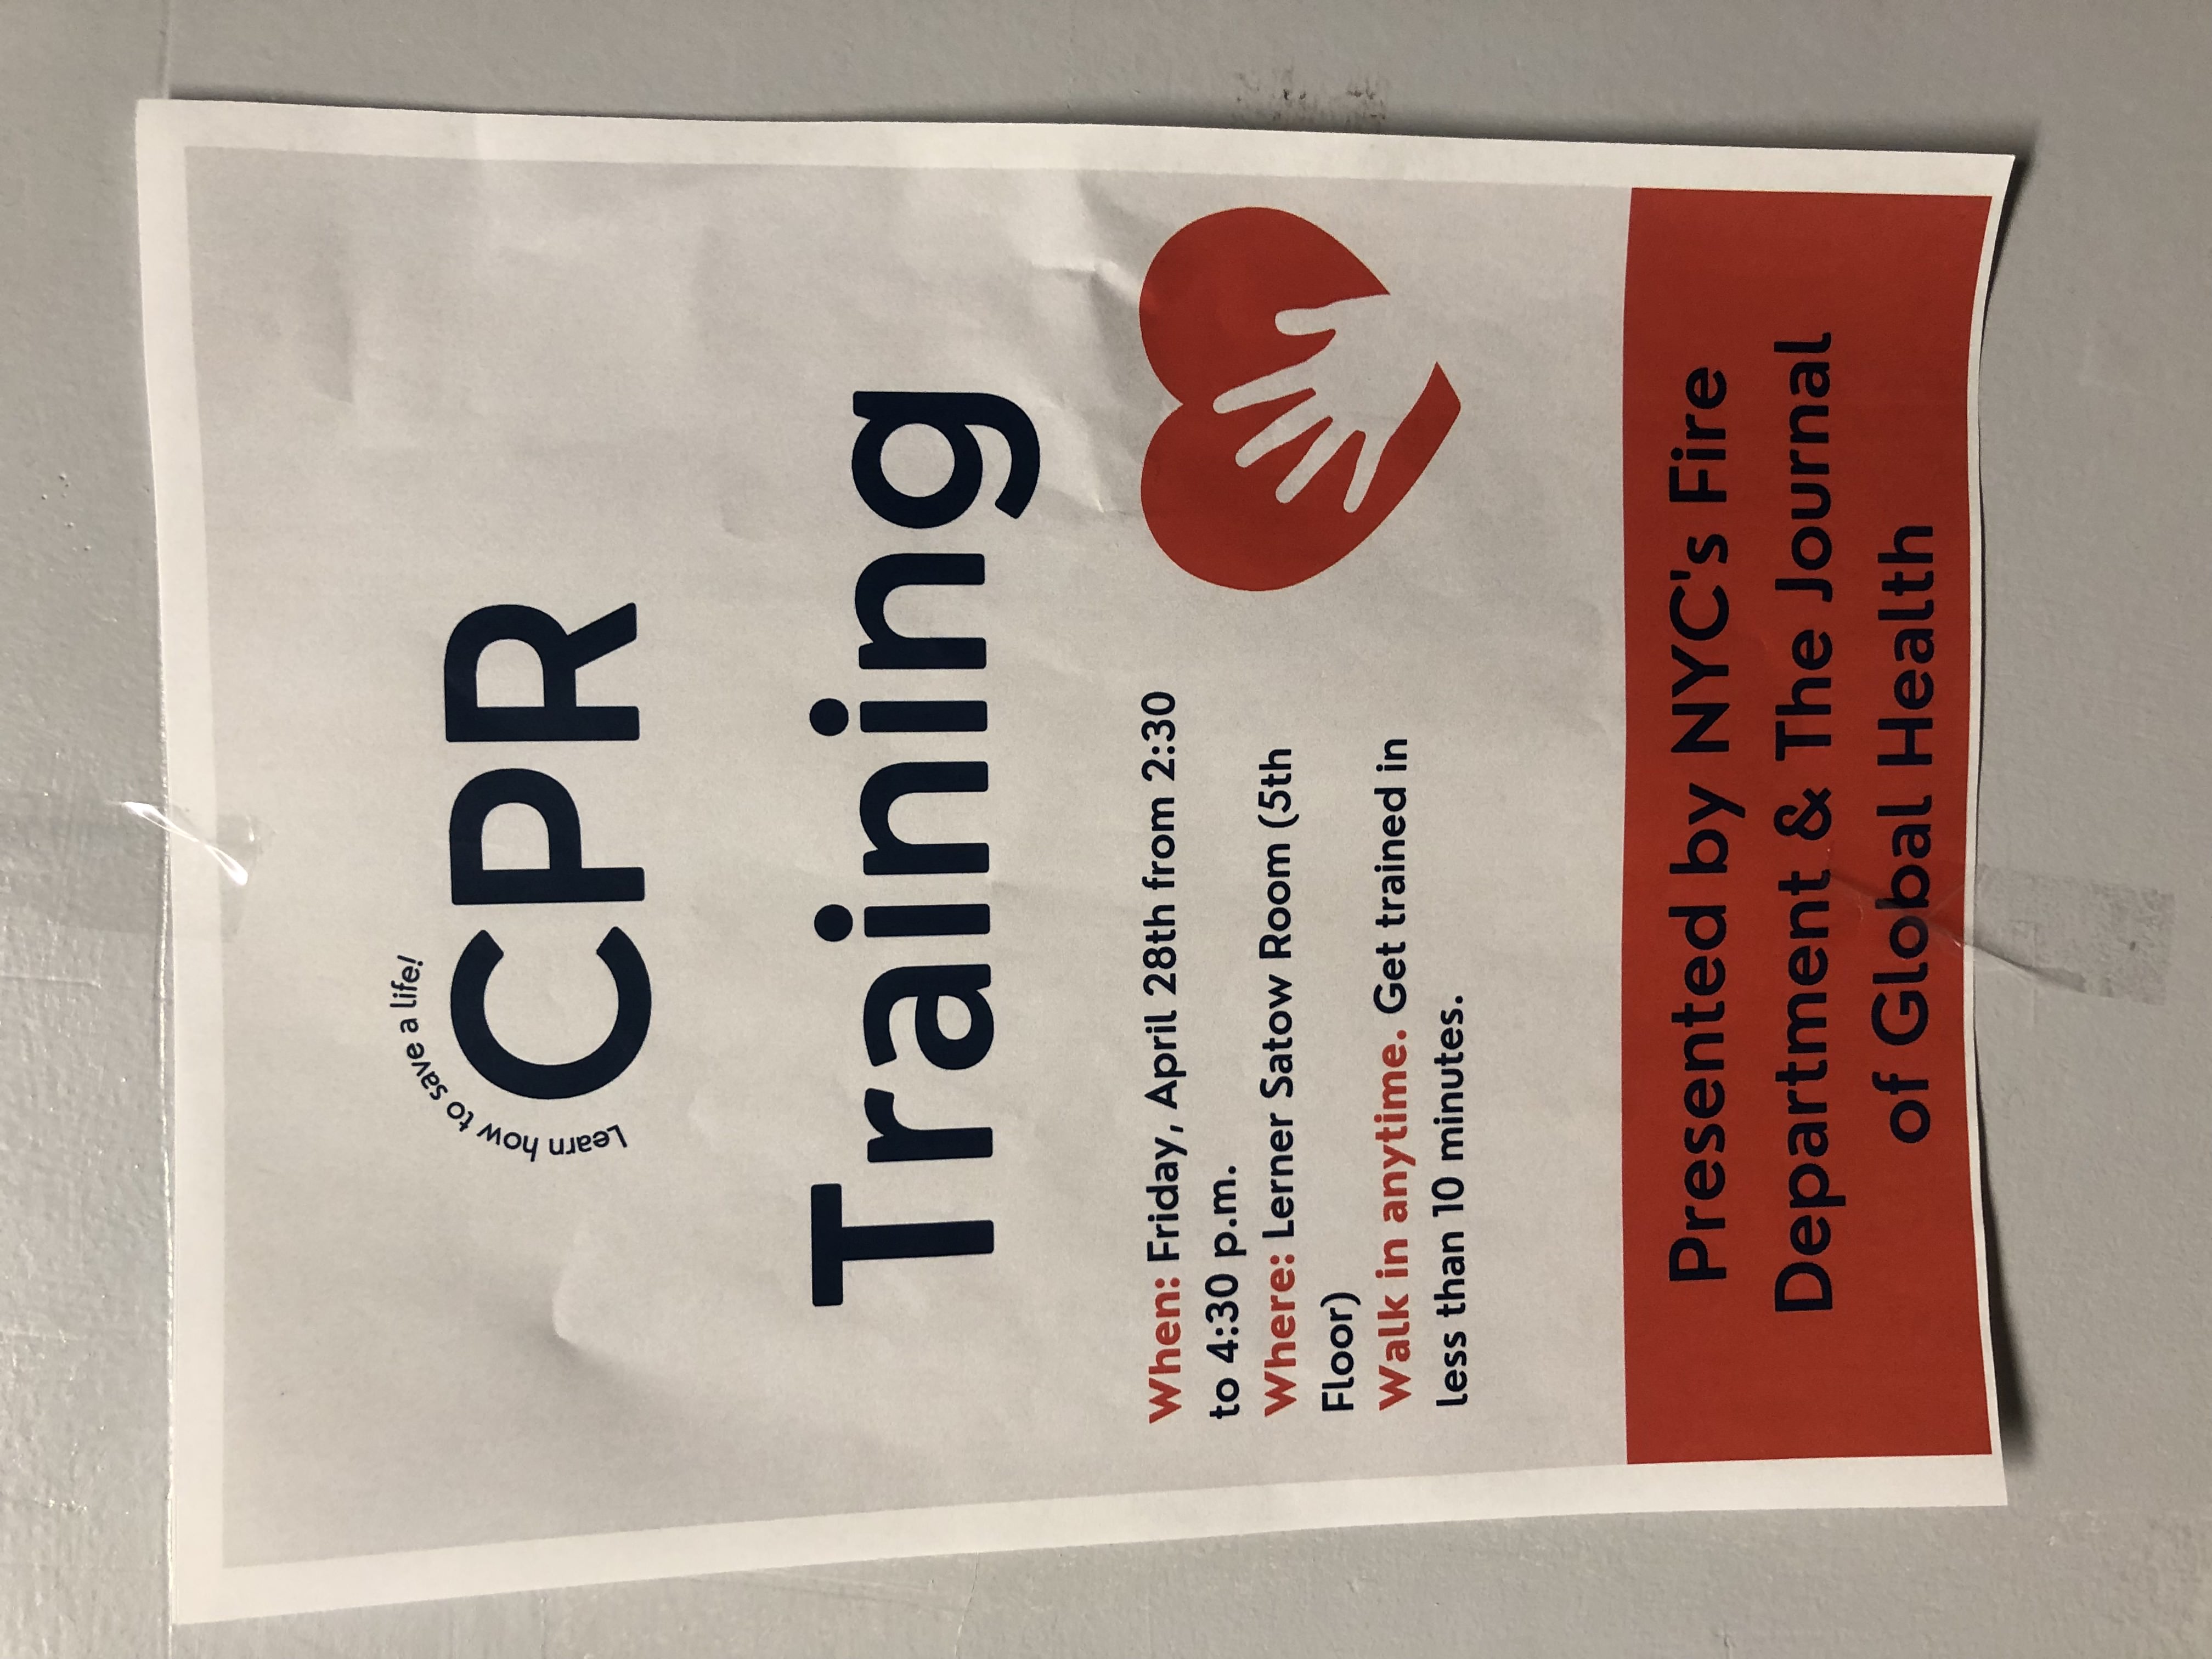 Learn how to save a life!
CPR
Training
When: Friday, April 28th from 2:30
to 4:30 p.m.
Where: Lerner Satow Room (5th
Floor)
Walk in anytime. Get trained in
less than 10 minutes.
Presented by NYC's Fire
Department & The Journal
of Global Health